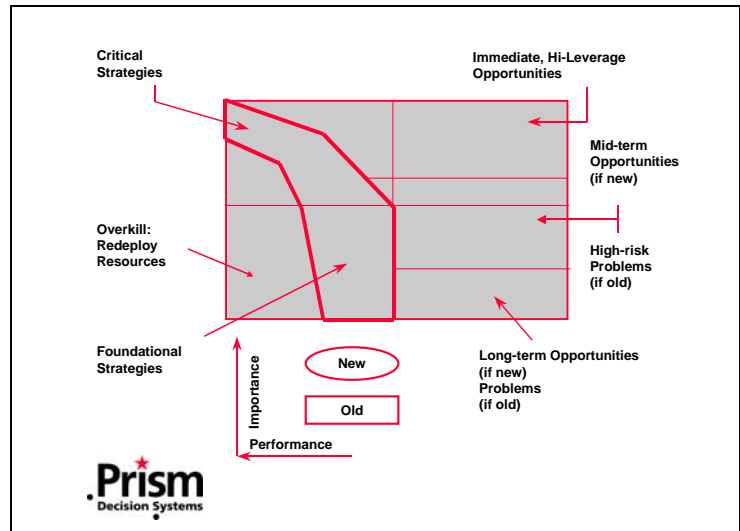 Critical
Strategies
Immediate, Hi-Leverage
Opportunities
Mid-term
Opportunities
(if new)
Overkill:
Redeploy
Resources
High-risk
Problems
(if old)
Foundational
Strategies
Long-term Opportunities
(if new)
Problems
(if old)
New
Old
Importance
Performance
Prism
Decision Systems